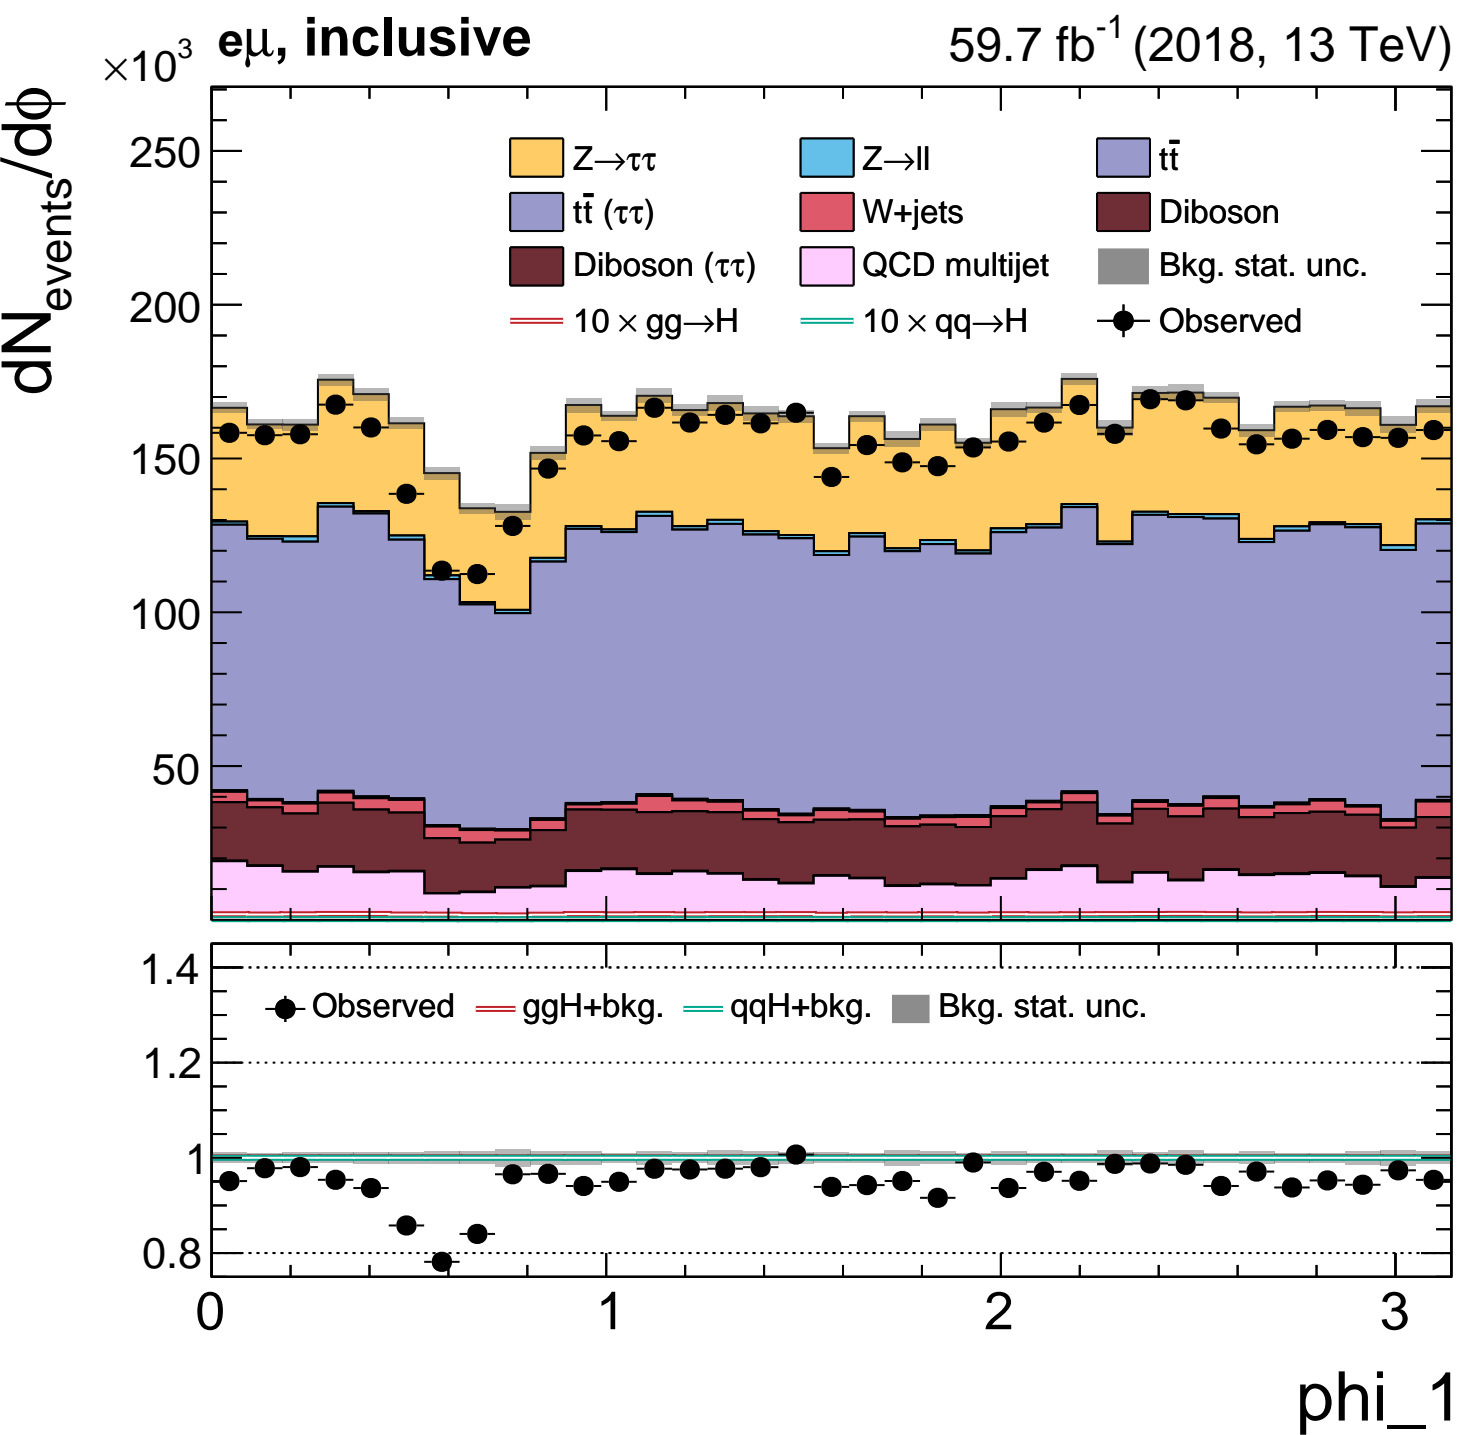 ×10³ eμ, inclusive 59.7 fb⁻¹ (2018, 13 TeV)
dN_events/dϕ
250
200
150
100
50
Z→ττ Z→ll tt̄
tt̄ (ττ) W+jets Diboson
Diboson (ττ) QCD multijet Bkg. stat. unc.
10 × gg→H 10 × qq→H Observed
1.4
1.2
1
0.8
Observed ggH+bkg. qqH+bkg. Bkg. stat. unc.
0 1 2 3
phi_1